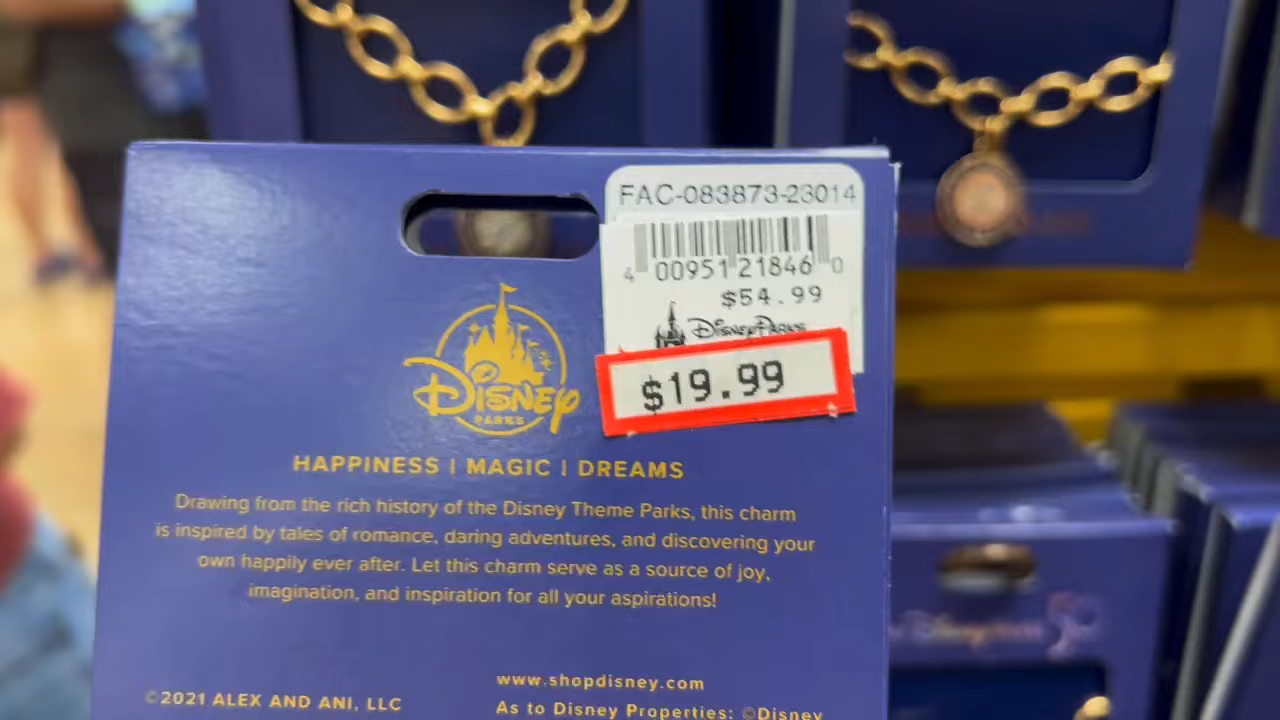 FAC-083873-23014
4 00951 21846 0
$54.99
DISNEY PARKS
$19.99
Disney
PARKS
HAPPINESS | MAGIC | DREAMS
Drawing from the rich history of the Disney Theme Parks, this charm
is inspired by tales of romance, daring adventures, and discovering your
own happily ever after. Let this charm serve as a source of joy,
imagination, and inspiration for all your aspirations!
©2021 ALEX AND ANI, LLC
www.shopdisney.com
As to Disney Properties: ©Disney